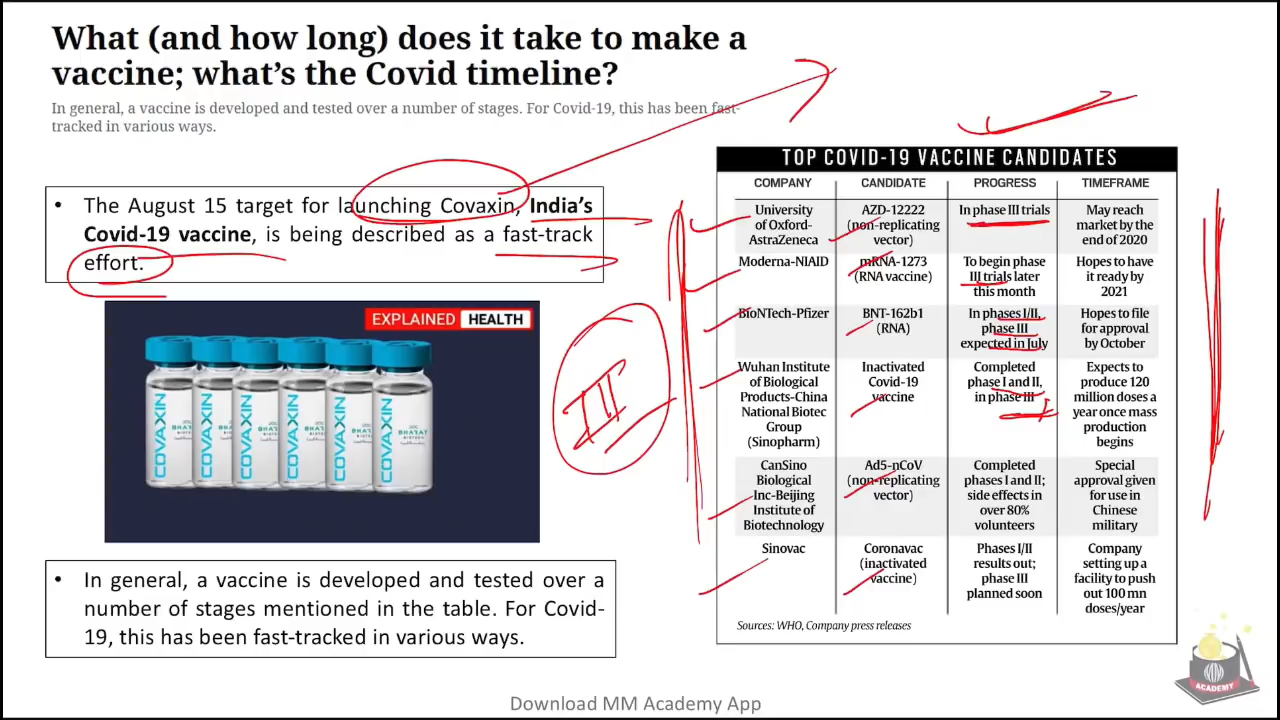 What (and how long) does it take to make a
vaccine; what's the Covid timeline?
In general, a vaccine is developed and tested over a number of stages. For Covid-19, this has been fast-
tracked in various ways.
• The August 15 target for launching Covaxin, India's
Covid-19 vaccine, is being described as a fast-track
effort.
EXPLAINED HEALTH
COVAXIN COVAXIN COVAXIN COVAXIN COVAXIN COVAXIN
BHARAT
BIOTECH
III
• In general, a vaccine is developed and tested over a
number of stages mentioned in the table. For Covid-
19, this has been fast-tracked in various ways.
TOP COVID-19 VACCINE CANDIDATES
COMPANY CANDIDATE PROGRESS TIMEFRAME
University AZD-12222 In phase III trials May reach
of Oxford- (non-replicating market by the
AstraZeneca vector) end of 2020
Moderna-NIAID mRNA-1273 To begin phase Hopes to have
(RNA vaccine) III trials later it ready by
this month 2021
BioNTech-Pfizer BNT-162b1 In phases I/II, Hopes to file
(RNA) phase III for approval
expected in July by October
Wuhan Institute Inactivated Completed Expects to
of Biological Covid-19 phase I and II, produce 120
Products-China vaccine in phase III million doses a
National Biotec year once mass
Group production
(Sinopharm) begins
CanSino Ad5-nCoV Completed Special
Biological (non-replicating phases I and II; approval given
Inc-Beijing vector) side effects in for use in
Institute of over 80% Chinese
Biotechnology volunteers military
Sinovac Coronavac Phases I/II Company
(inactivated results out; setting up a
vaccine) phase III facility to push
planned soon out 100 mn
doses/year
Sources: WHO, Company press releases
ACADEMY
Download MM Academy App